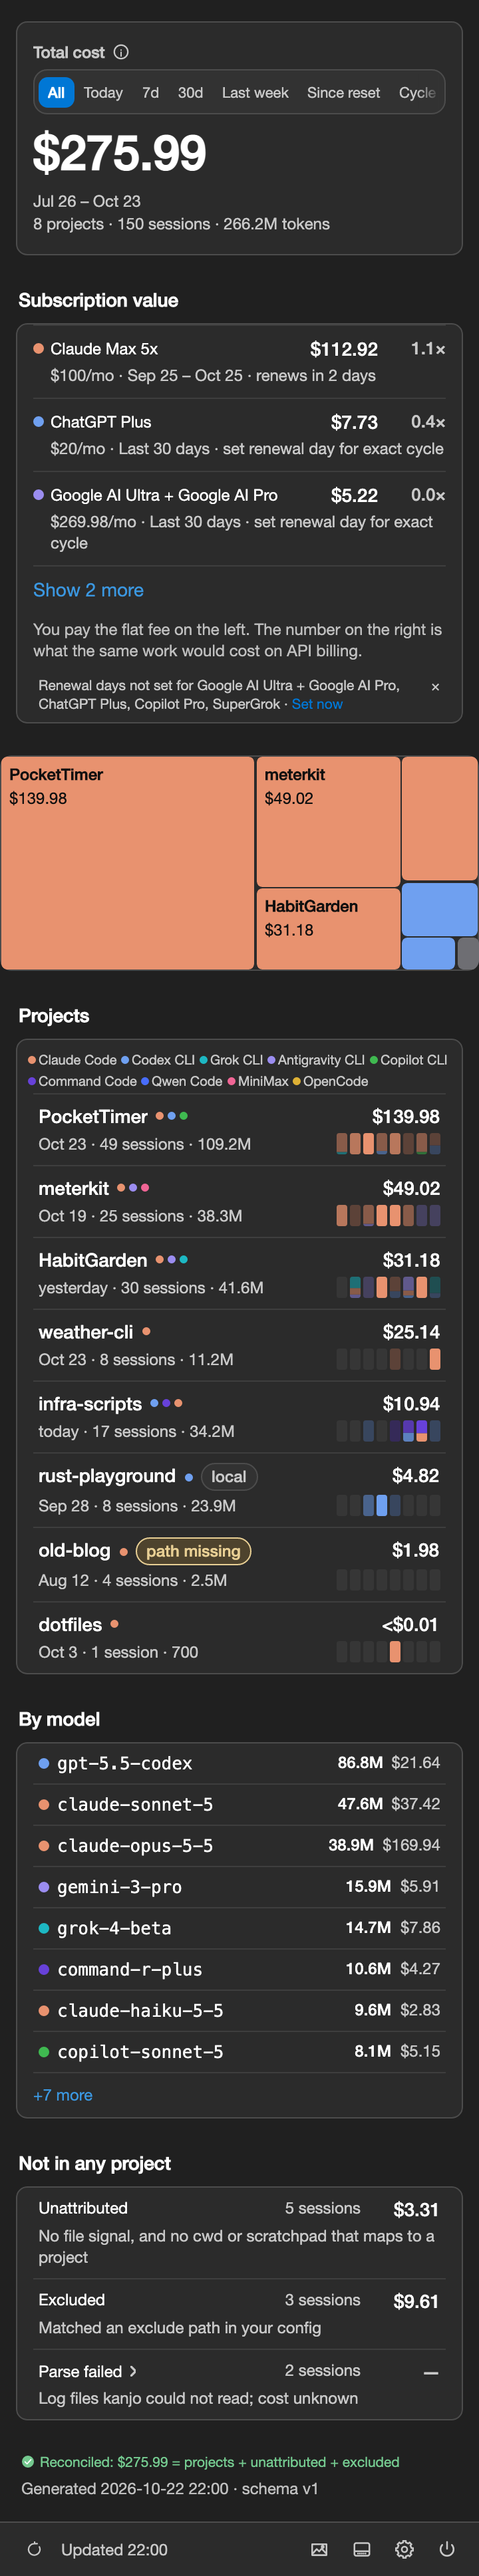 Total cost
All Today 7d 30d Last week Since reset Cycle
$275.99
Jul 26 – Oct 23
8 projects · 150 sessions · 266.2M tokens
Subscription value
Claude Max 5x $112.92 1.1×
$100/mo · Sep 25 – Oct 25 · renews in 2 days
ChatGPT Plus $7.73 0.4×
$20/mo · Last 30 days · set renewal day for exact cycle
Google AI Ultra + Google AI Pro $5.22 0.0×
$269.98/mo · Last 30 days · set renewal day for exact
cycle
Show 2 more
You pay the flat fee on the left. The number on the right is
what the same work would cost on API billing.
Renewal days not set for Google AI Ultra + Google AI Pro, ×
ChatGPT Plus, Copilot Pro, SuperGrok · Set now
PocketTimer
$139.98
meterkit
$49.02
HabitGarden
$31.18
Projects
Claude Code Codex CLI Grok CLI Antigravity CLI Copilot CLI
Command Code Qwen Code MiniMax OpenCode
PocketTimer $139.98
Oct 23 · 49 sessions · 109.2M
meterkit $49.02
Oct 19 · 25 sessions · 38.3M
HabitGarden $31.18
yesterday · 30 sessions · 41.6M
weather-cli $25.14
Oct 23 · 8 sessions · 11.2M
infra-scripts $10.94
today · 17 sessions · 34.2M
rust-playground local $4.82
Sep 28 · 8 sessions · 23.9M
old-blog path missing $1.98
Aug 12 · 4 sessions · 2.5M
dotfiles <$0.01
Oct 3 · 1 session · 700
By model
gpt-5.5-codex 86.8M $21.64
claude-sonnet-5 47.6M $37.42
claude-opus-5-5 38.9M $169.94
gemini-3-pro 15.9M $5.91
grok-4-beta 14.7M $7.86
command-r-plus 10.6M $4.27
claude-haiku-5-5 9.6M $2.83
copilot-sonnet-5 8.1M $5.15
+7 more
Not in any project
Unattributed 5 sessions $3.31
No file signal, and no cwd or scratchpad that maps to a
project
Excluded 3 sessions $9.61
Matched an exclude path in your config
Parse failed 2 sessions —
Log files kanjo could not read; cost unknown
Reconciled: $275.99 = projects + unattributed + excluded
Generated 2026-10-22 22:00 · schema v1
Updated 22:00